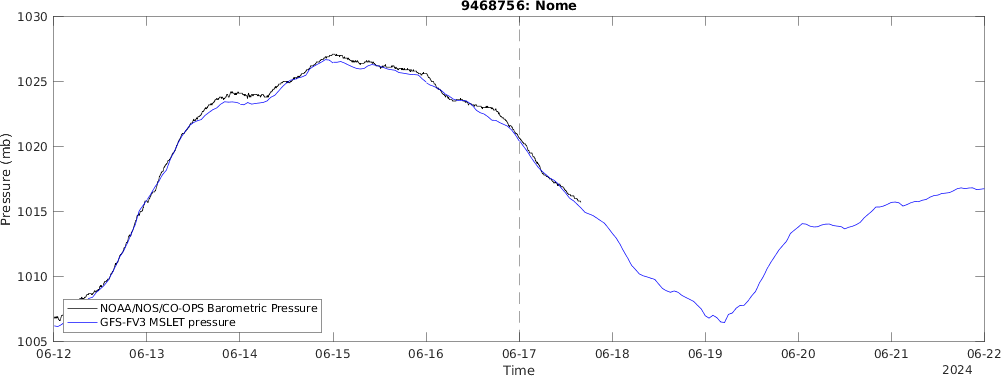 9468756: Nome
Pressure (mb)
1030
1025
1020
1015
1010
1005
NOAA/NOS/CO-OPS Barometric Pressure
GFS-FV3 MSLET pressure
06-12 06-13 06-14 06-15 06-16 06-17 06-18 06-19 06-20 06-21 06-22
Time
2024